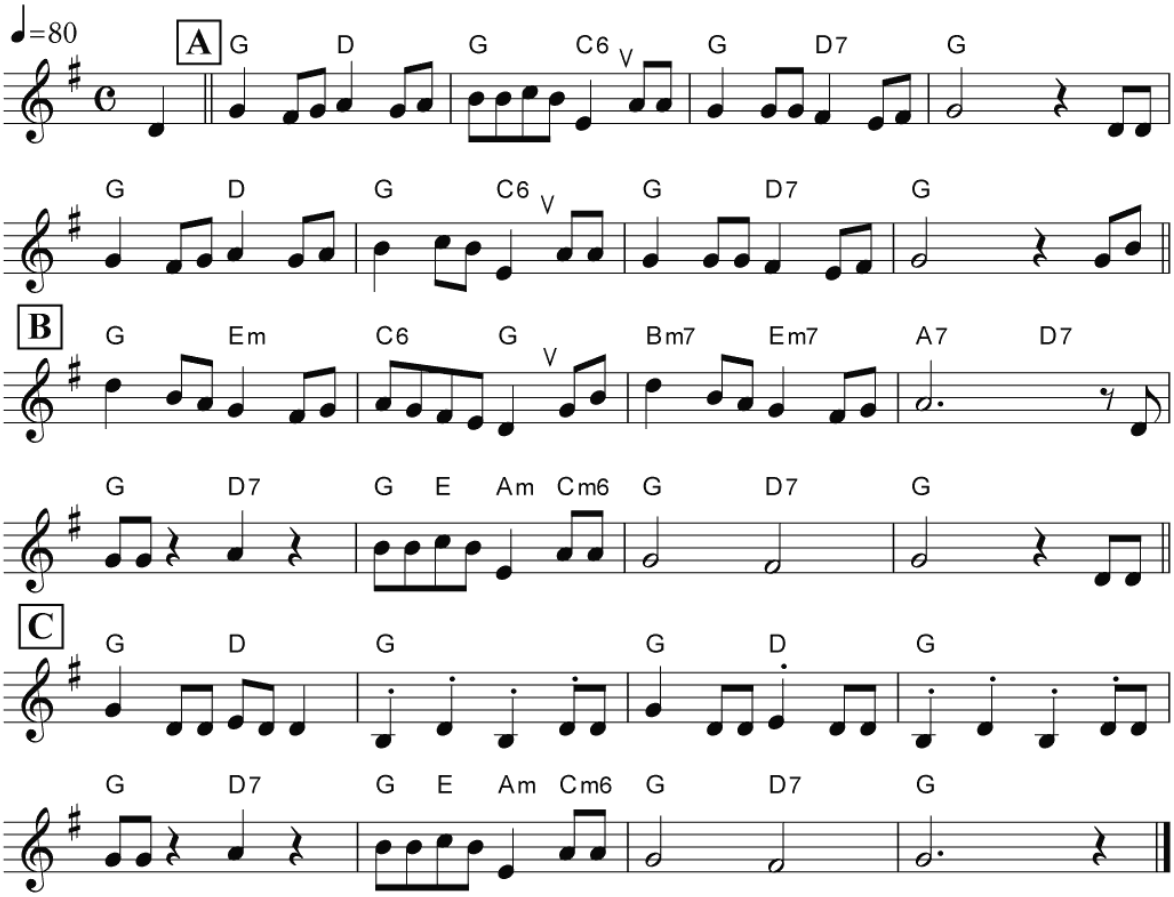 ♩=80
A G D G C6 V G D7 G
G D G C6 V G D7 G
B G Em C6 G V Bm7 Em7 A7 D7
G D7 G E Am Cm6 G D7 G
C G D G G D G
G D7 G E Am Cm6 G D7 G